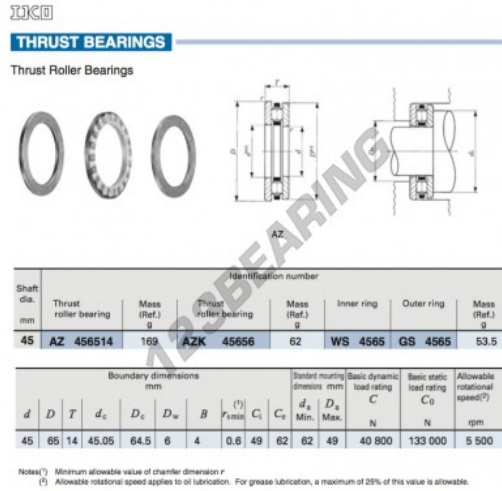 IKO
THRUST BEARINGS
Thrust Roller Bearings
T
r
r
D
d
AZ
123BEARING
Identification number
Shaft dia. mm
Thrust roller bearing
Mass (Ref.) g
Thrust roller bearing
Mass (Ref.) g
Inner ring
Outer ring
Mass (Ref.) g
45 AZ 456514 169 AZK 45656 62 WS 4565 GS 4565 53.5
Boundary dimensions mm
Standard mounting dimensions mm
Basic dynamic load rating C N
Basic static load rating C0 N
Allowable rotational speed(²) rpm
d D T dc Dc Dw B rs min(¹) Ci Ce da Min. Da Max.
45 65 14 45.05 64.5 6 4 0.6 49 62 62 49 40 800 133 000 5 500
Notes(¹) Minimum allowable value of chamfer dimension r
(²) Allowable rotational speed applies to oil lubrication. For grease lubrication, a maximum of 25% of this value is allowable.